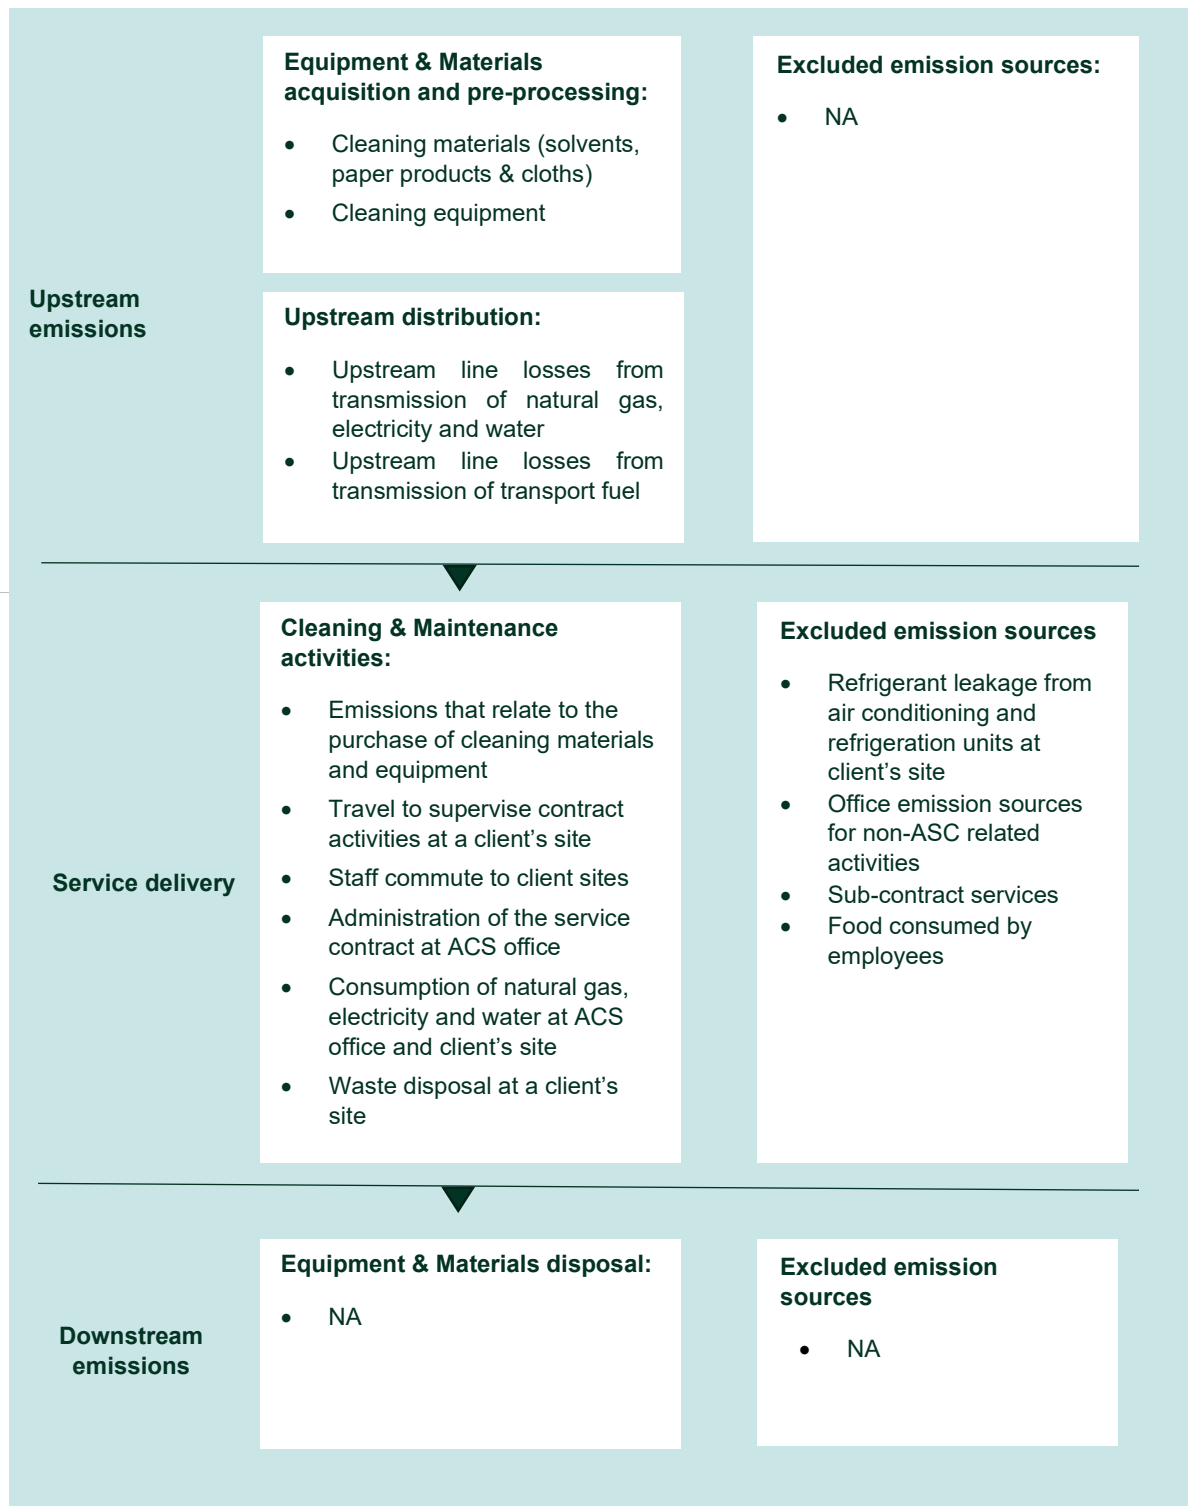 Equipment & Materials
acquisition and pre-processing:
• Cleaning materials (solvents,
paper products & cloths)
• Cleaning equipment
Excluded emission sources:
• NA
Upstream
emissions
Upstream distribution:
• Upstream line losses from
transmission of natural gas,
electricity and water
• Upstream line losses from
transmission of transport fuel
Cleaning & Maintenance
activities:
• Emissions that relate to the
purchase of cleaning materials
and equipment
• Travel to supervise contract
activities at a client's site
• Staff commute to client sites
• Administration of the service
contract at ACS office
• Consumption of natural gas,
electricity and water at ACS
office and client's site
• Waste disposal at a client's
site
Service delivery
Excluded emission sources
• Refrigerant leakage from
air conditioning and
refrigeration units at
client's site
• Office emission sources
for non-ASC related
activities
• Sub-contract services
• Food consumed by
employees
Equipment & Materials disposal:
• NA
Downstream
emissions
Excluded emission
sources
• NA